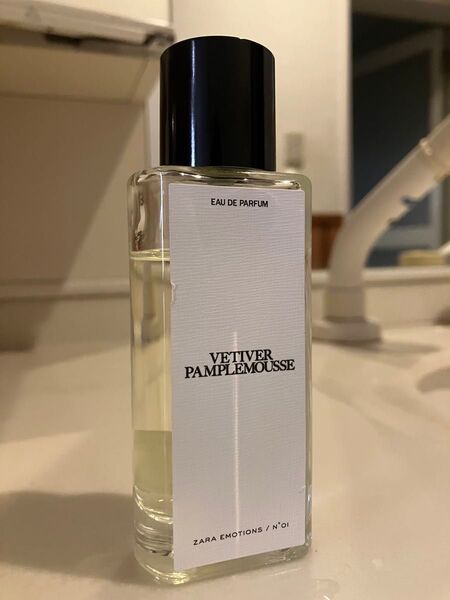 EAU DE PARFUM
VETIVER
PAMPLEMOUSSE
ZARA EMOTIONS / N°01